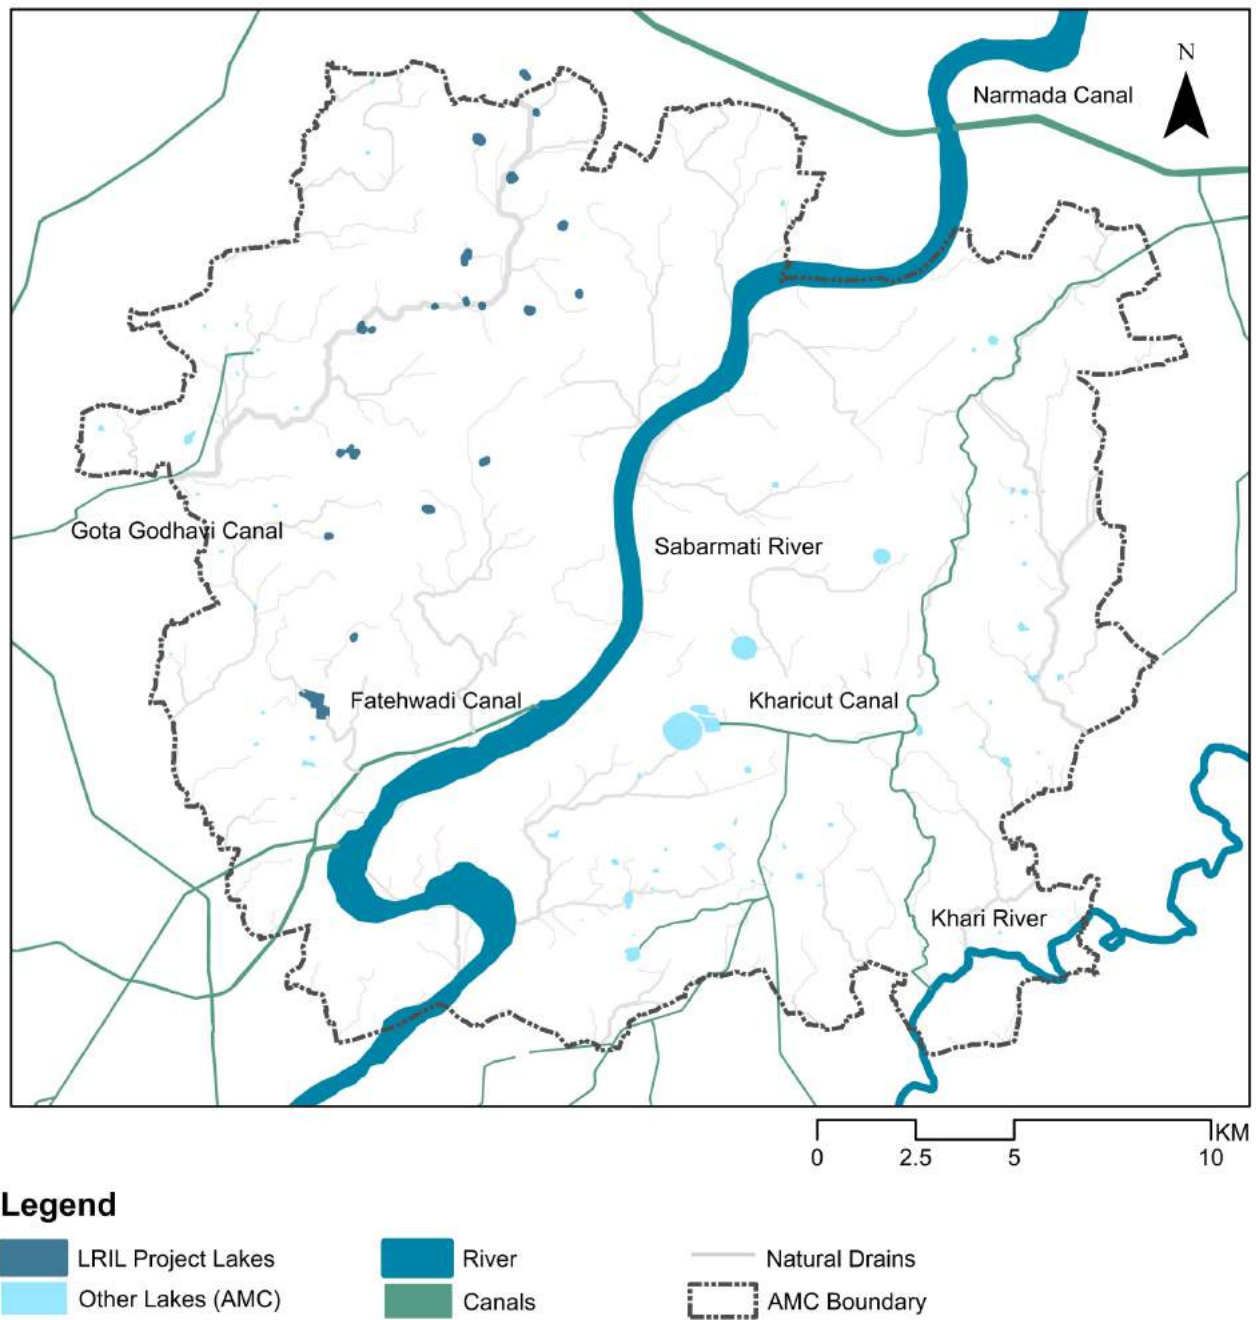 N
Narmada Canal
Gota Godhavi Canal
Sabarmati River
Fatehwadi Canal
Kharicut Canal
Khari River
KM
0 2.5 5 10
Legend
LRIL Project Lakes
River
Natural Drains
Other Lakes (AMC)
Canals
AMC Boundary